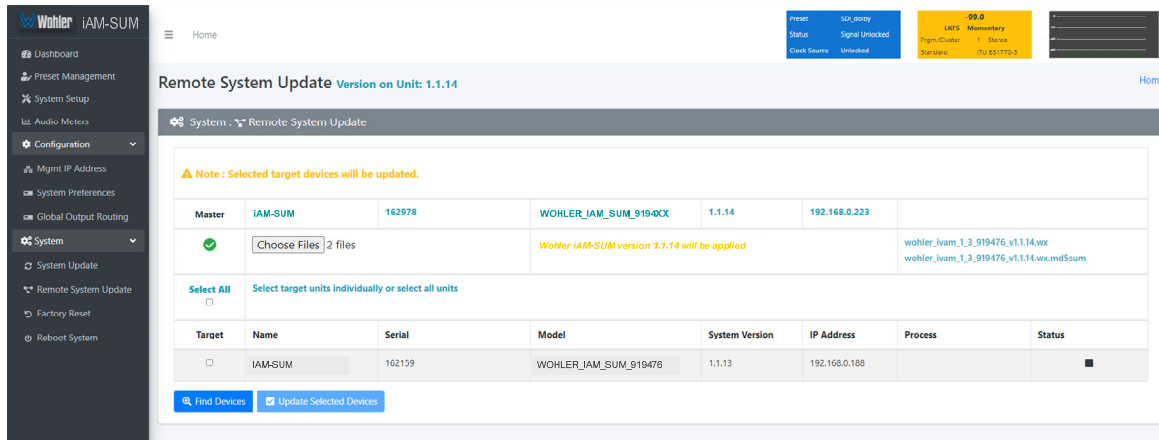 Wohler iAM-SUM
Dashboard
Preset Management
System Setup
Audio Meters
Configuration
Mgmt IP Address
System Preferences
Global Output Routing
System
System Update
Remote System Update
Factory Reset
Reboot System
Home
Preset SDI_dolby
Status Signal Unlocked
Clock Source Unlocked
-99.0
LKFS Momentary
Prgm/Cluster 1 Stereo
Standard ITU BS1770-3
Remote System Update Version on Unit: 1.1.14
Hom
System : Remote System Update
Note : Selected target devices will be updated.
Master iAM-SUM 162978 WOHLER_IAM_SUM_9194XX 1.1.14 192.168.0.223
Choose Files 2 files Wohler iAM-SUM version 1.1.14 will be applied wohler_ivam_1_3_919476_v1.1.14.wx
wohler_ivam_1_3_919476_v1.1.14.wx.md5sum
Select All Select target units individually or select all units
Target Name Serial Model System Version IP Address Process Status
IAM-SUM 162159 WOHLER_IAM_SUM_919476 1.1.13 192.168.0.188
Find Devices Update Selected Devices